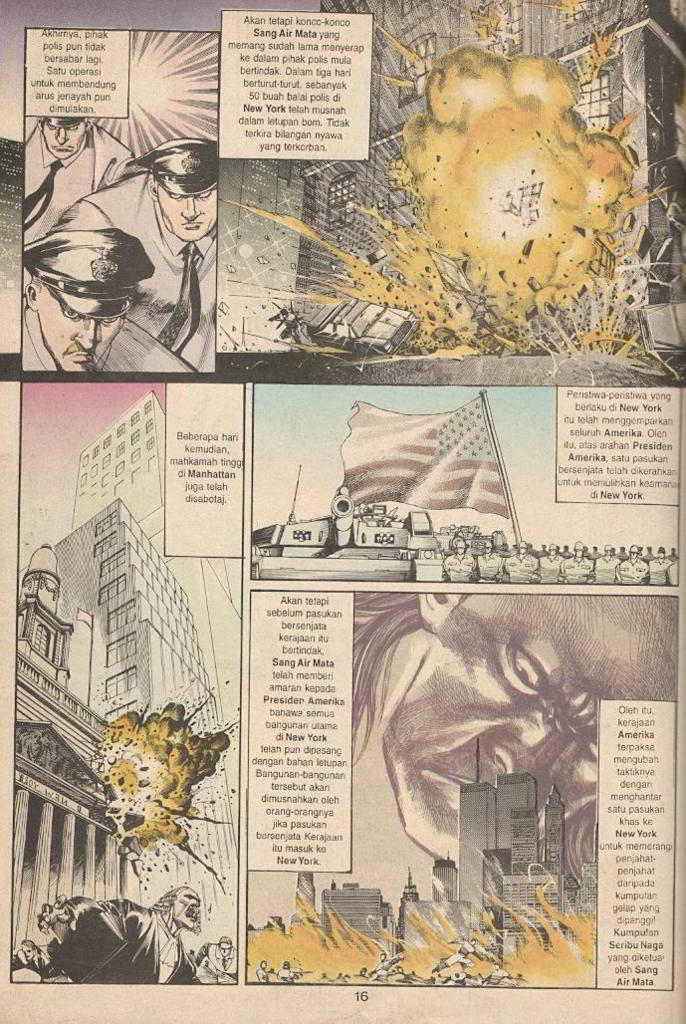 Akhirnya, pihak
polis pun tidak
bersabar lagi.
Satu operasi
untuk membendung
arus jenayah pun
dimulakan.
Akan tetapi konco-konco
Sang Air Mata yang
memang sudah lama menyerap
ke dalam pihak polis mula
bertindak. Dalam tiga hari
berturut-turut, sebanyak
50 buah balai polis di
New York telah musnah
dalam letupan bom. Tidak
terkira bilangan nyawa
yang terkorban.
Beberapa hari
kemudian,
mahkamah tinggi
di Manhattan
juga telah
disabotaj.
Peristiwa-peristiwa yang
berlaku di New York
itu telah menggemparkan
seluruh Amerika. Oleh
itu, atas arahan Presiden
Amerika, satu pasukan
bersenjata telah dikerahkan
untuk memulihkan keamanan
di New York.
Akan tetapi
sebelum pasukan
bersenjata
kerajaan itu
bertindak,
Sang Air Mata
telah memberi
amaran kepada
Presiden Amerika
bahawa semua
bangunan utama
di New York
telah pun dipasang
dengan bahan letupan.
Bangunan-bangunan
tersebut akan
dimusnahkan oleh
orang-orangnya
jika pasukan
bersenjata Kerajaan
itu masuk ke
New York.
Oleh itu,
kerajaan
Amerika
terpaksa
mengubah
taktiknya
dengan
menghantar
satu pasukan
khas ke
New York
untuk memerangi
penjahat-
penjahat
daripada
kumpulan
gelap yang
dipanggil
Kumpulan
Seribu Naga
yang diketuai
oleh Sang
Air Mata.
16